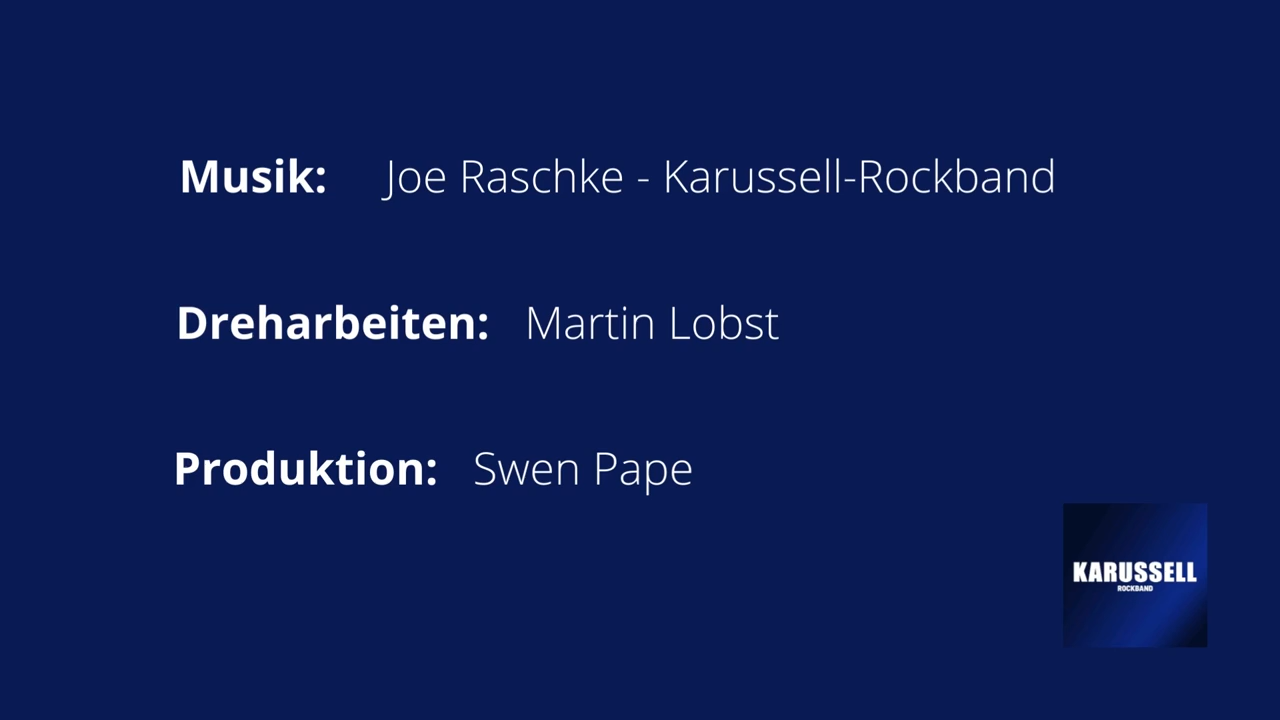 Musik: Joe Raschke - Karussell-Rockband
Dreharbeiten: Martin Lobst
Produktion: Swen Pape
KARUSSELL
ROCKBAND